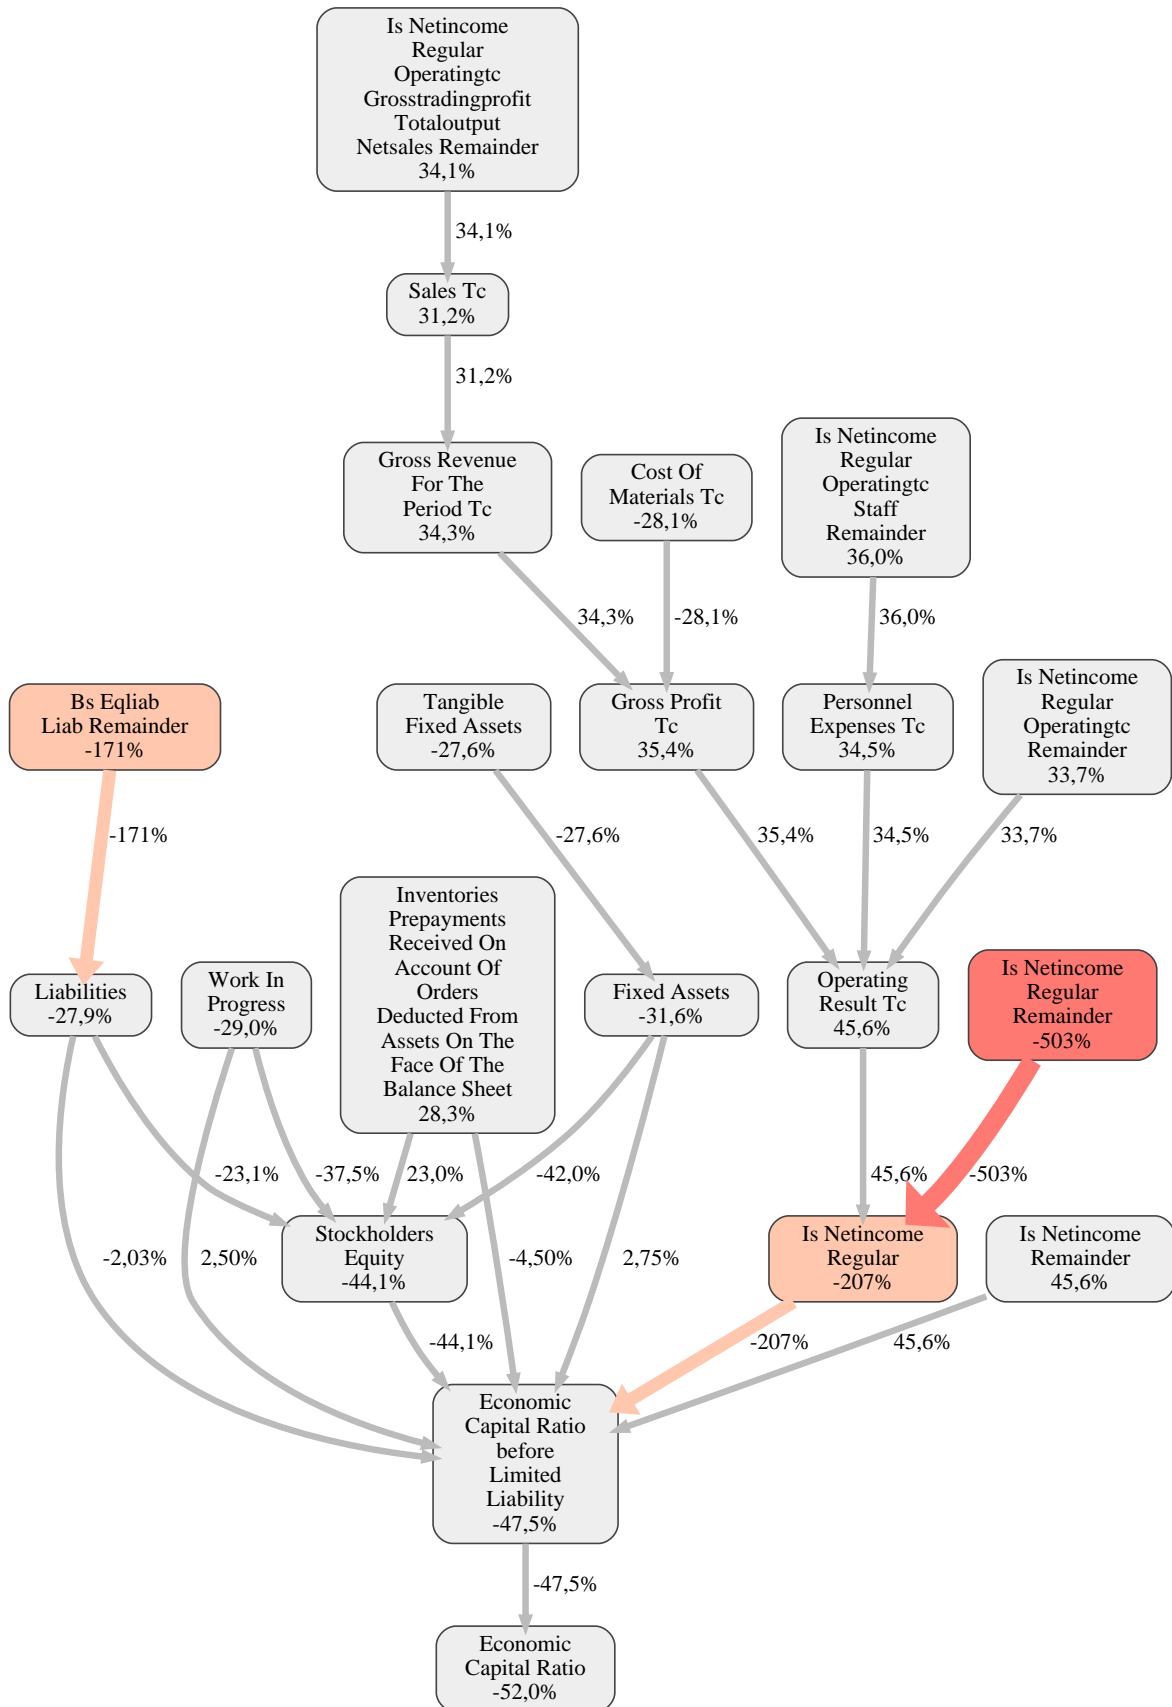 Is Netincome
Regular
Operatingtc
Grosstradingprofit
Totaloutput
Netsales Remainder
34,1%
34,1%
Sales Tc
31,2%
31,2%
Gross Revenue
For The
Period Tc
34,3%
Cost Of
Materials Tc
-28,1%
Is Netincome
Regular
Operatingtc
Staff
Remainder
36,0%
34,3%
-28,1%
36,0%
Bs Eqliab
Liab Remainder
-171%
Tangible
Fixed Assets
-27,6%
Gross Profit
Tc
35,4%
Personnel
Expenses Tc
34,5%
Is Netincome
Regular
Operatingtc
Remainder
33,7%
-171%
-27,6%
35,4%
34,5%
33,7%
Liabilities
-27,9%
Work In
Progress
-29,0%
Inventories
Prepayments
Received On
Account Of
Orders
Deducted From
Assets On The
Face Of The
Balance Sheet
28,3%
Fixed Assets
-31,6%
Operating
Result Tc
45,6%
Is Netincome
Regular
Remainder
-503%
-23,1%
-37,5%
23,0%
-42,0%
45,6%
-503%
Stockholders
Equity
-44,1%
Is Netincome
Regular
-207%
Is Netincome
Remainder
45,6%
-2,03%
2,50%
-4,50%
2,75%
-44,1%
-207%
45,6%
Economic
Capital Ratio
before
Limited
Liability
-47,5%
-47,5%
Economic
Capital Ratio
-52,0%